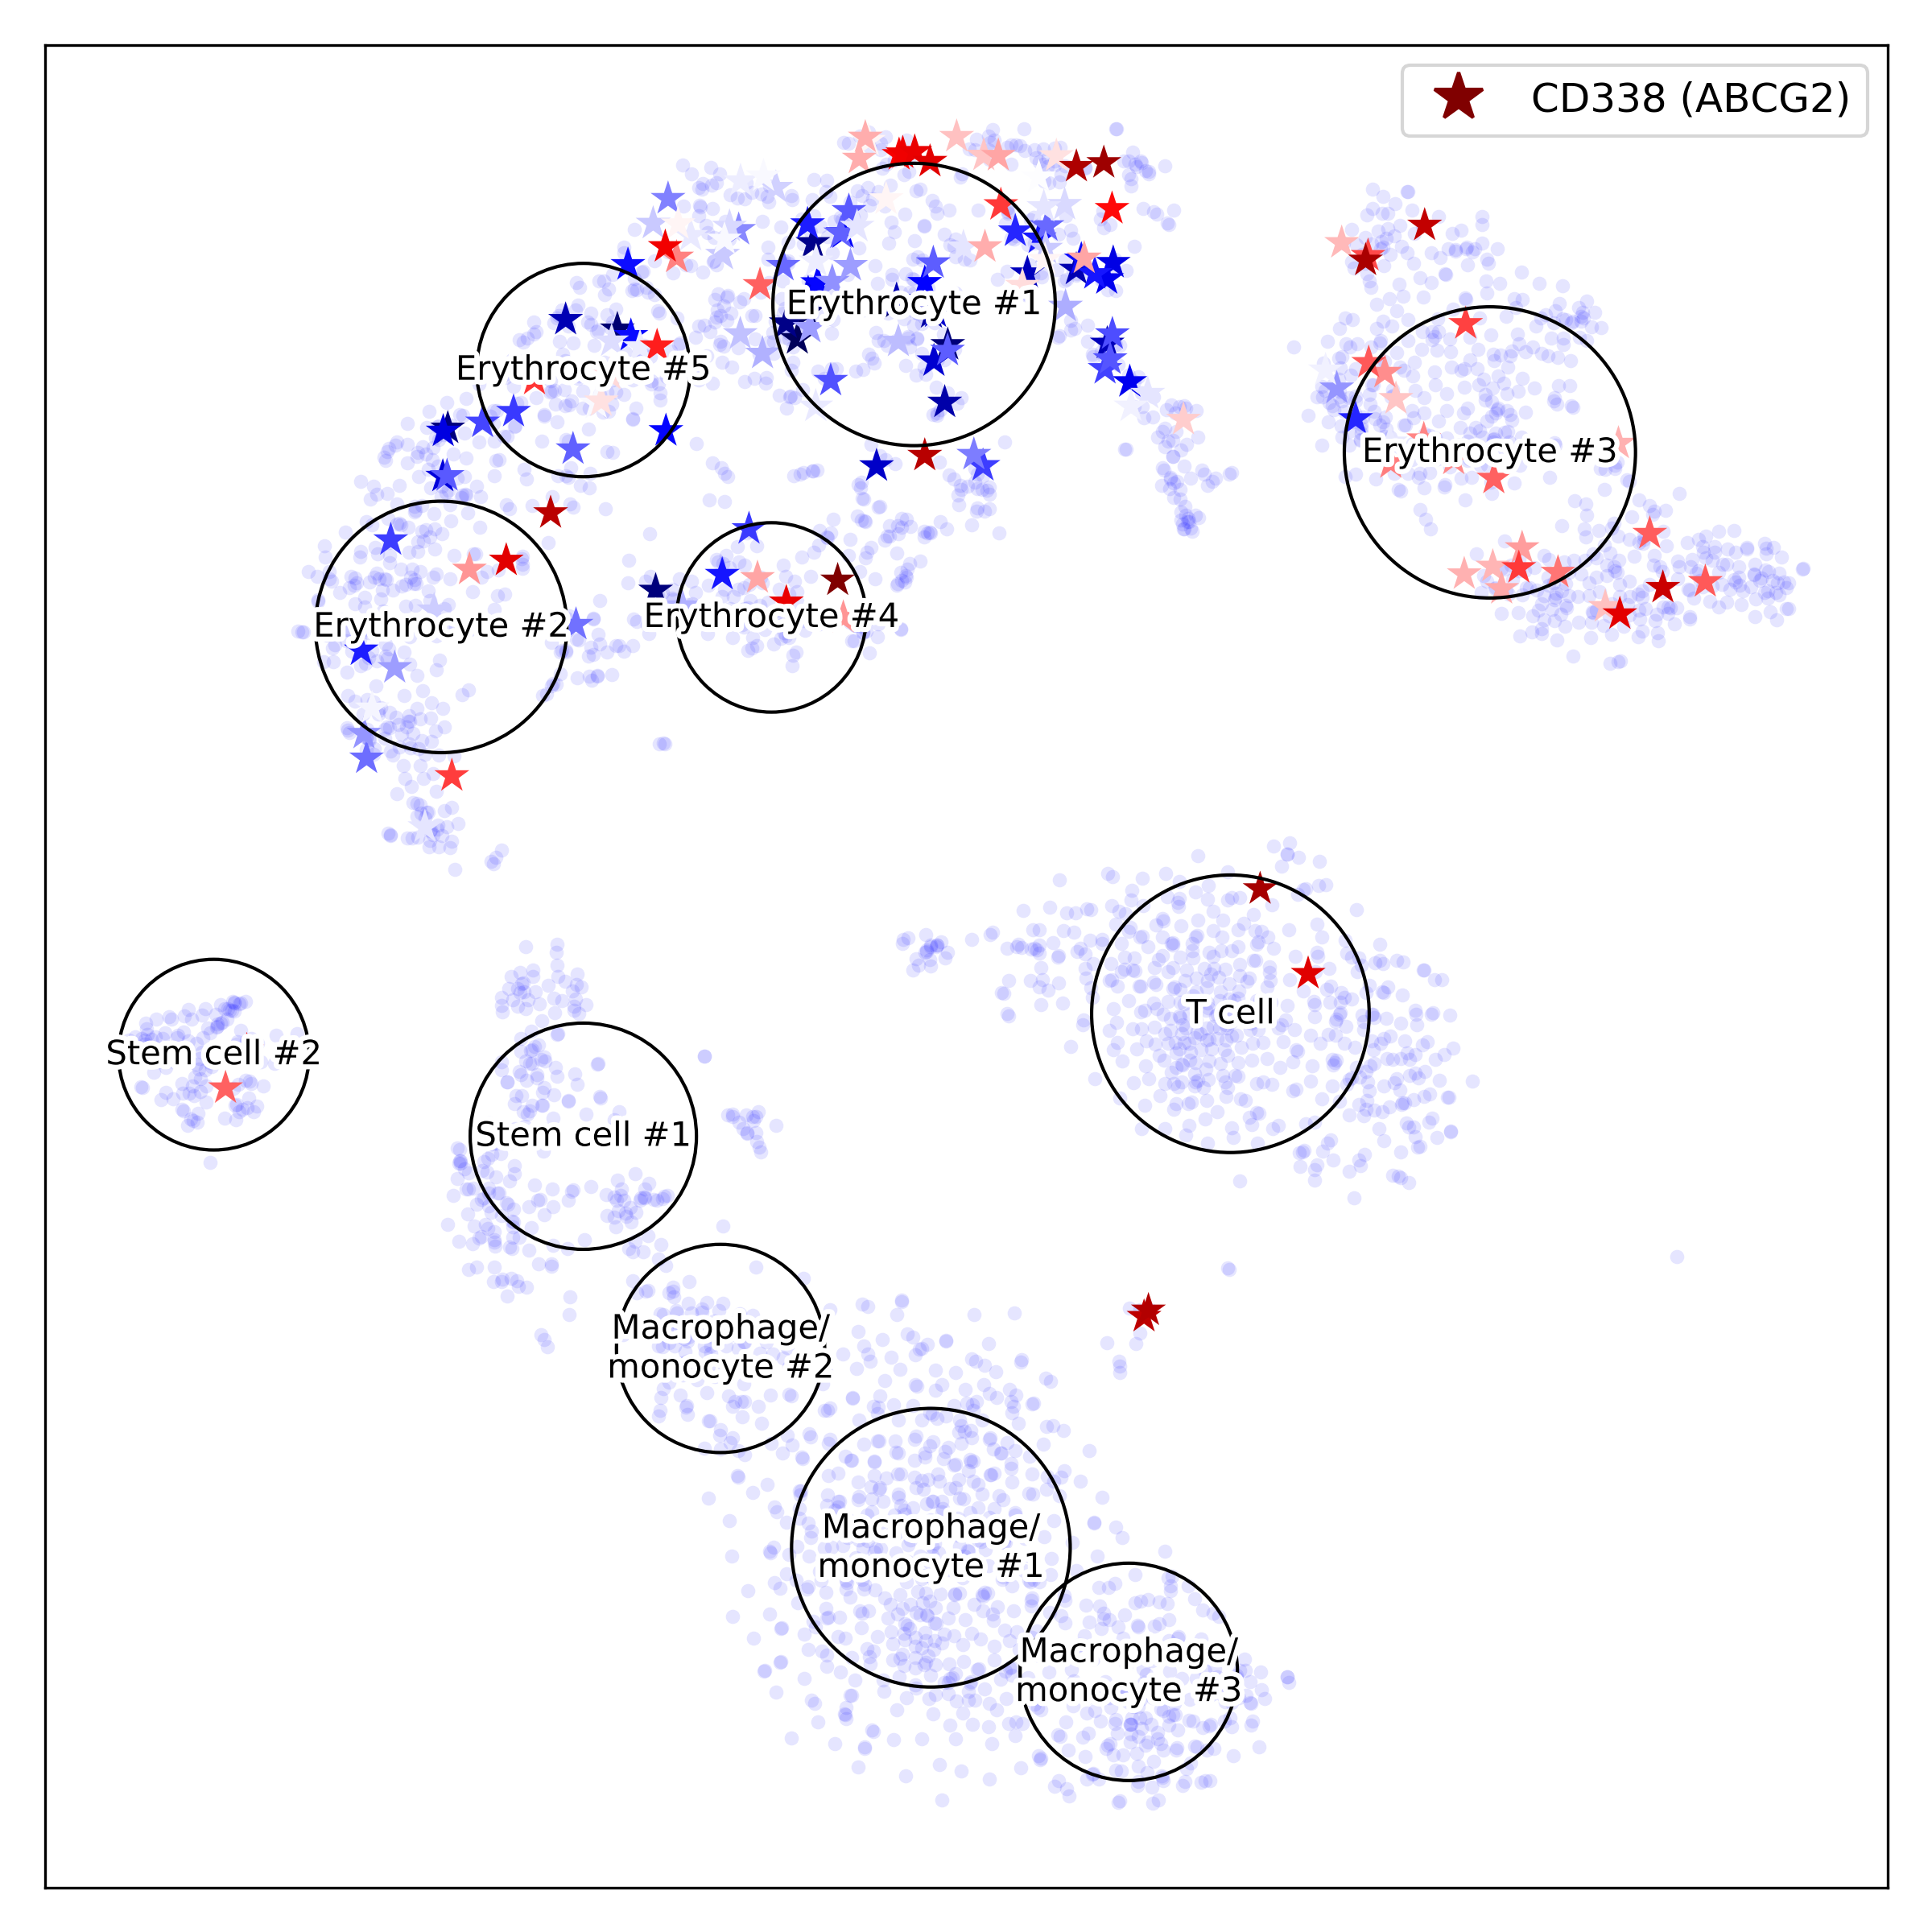 CD338 (ABCG2)
Erythrocyte #1
Erythrocyte #5
Erythrocyte #3
Erythrocyte #4
Erythrocyte #2
T cell
Stem cell #2
Stem cell #1
Macrophage/
monocyte #2
Macrophage/
monocyte #1
Macrophage/
monocyte #3